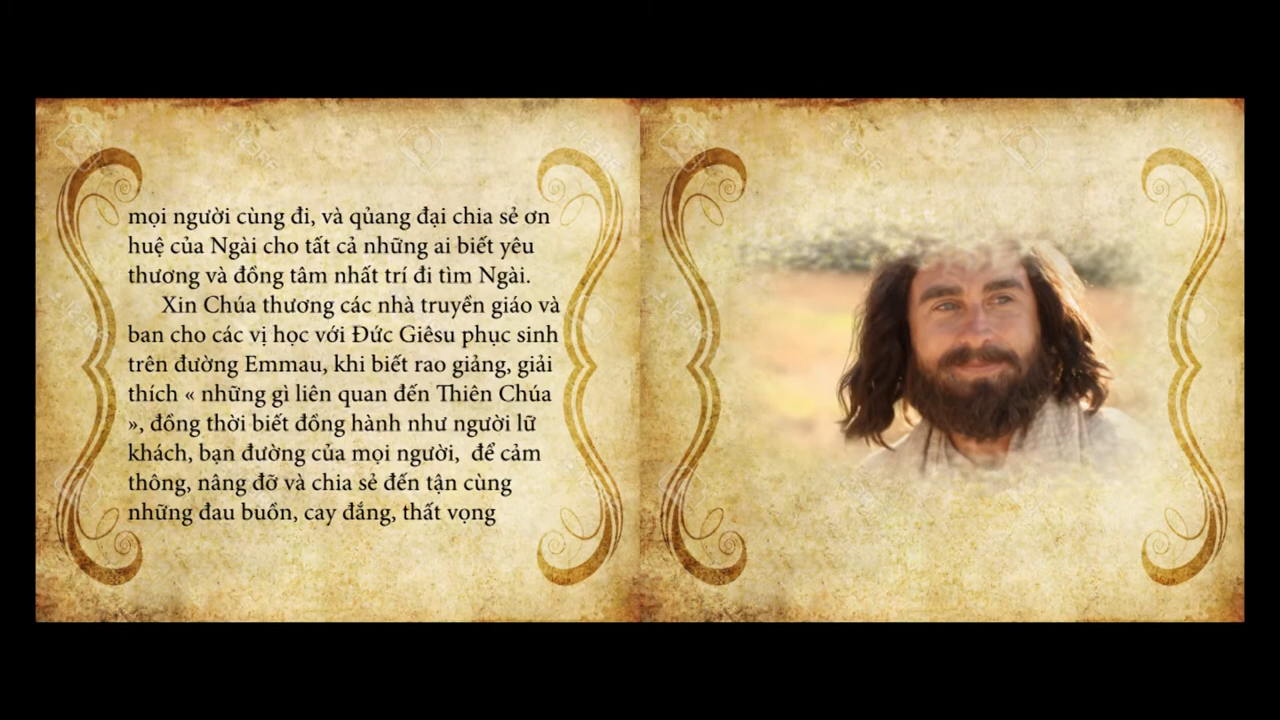 mọi người cùng đi, và qủang đại chia sẻ ơn
huệ của Ngài cho tất cả những ai biết yêu
thương và đồng tâm nhất trí đi tìm Ngài.
Xin Chúa thương các nhà truyền giáo và
ban cho các vị học với Đức Giêsu phục sinh
trên đường Emmau, khi biết rao giảng, giải
thích « những gì liên quan đến Thiên Chúa
», đồng thời biết đồng hành như người lữ
khách, bạn đường của mọi người,  để cảm
thông, nâng đỡ và chia sẻ đến tận cùng
những đau buồn, cay đắng, thất vọng